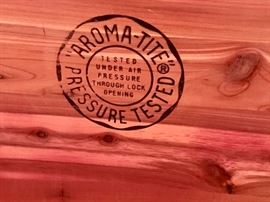 "AROMA-TITE"®
TESTED
UNDER AIR
PRESSURE
THROUGH LOCK
OPENING
PRESSURE TESTED